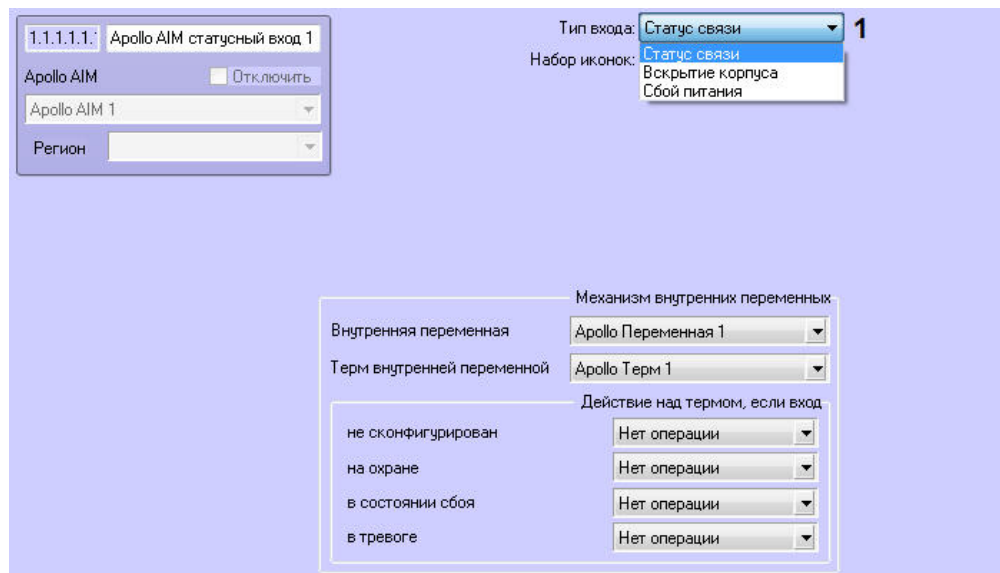 1.1.1.1.1. Apollo AIM статусный вход 1
Apollo AIM Отключить
Apollo AIM 1
Регион
Тип входа: Статус связи 1
Набор иконок: Статус связи
Вскрытие корпуса
Сбой питания
Механизм внутренних переменных
Внутренняя переменная Apollo Переменная 1
Терм внутренней переменной Apollo Терм 1
Действие над термом, если вход
не сконфигурирован Нет операции
на охране Нет операции
в состоянии сбоя Нет операции
в тревоге Нет операции